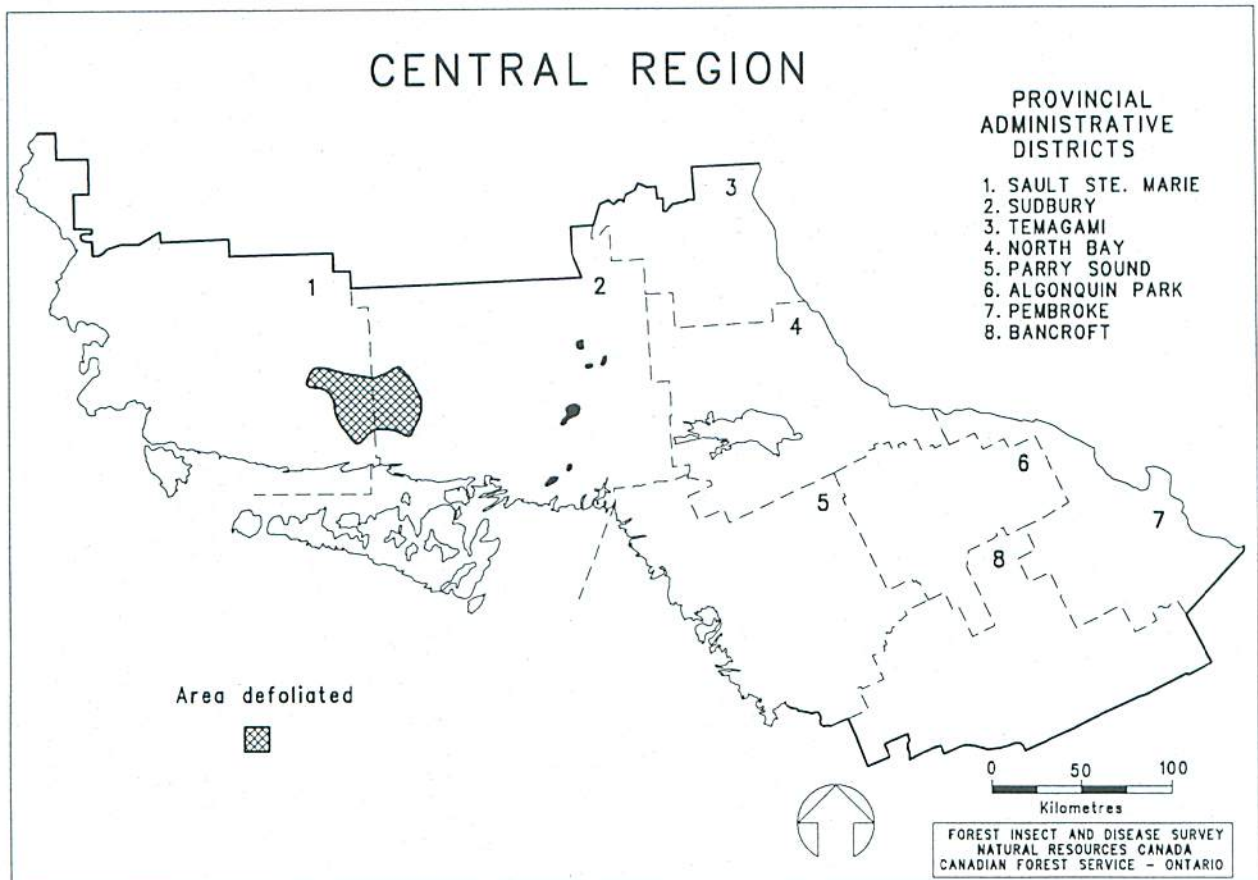 CENTRAL REGION
PROVINCIAL
ADMINISTRATIVE
DISTRICTS
1. SAULT STE. MARIE
2. SUDBURY
3. TEMAGAMI
4. NORTH BAY
5. PARRY SOUND
6. ALGONQUIN PARK
7. PEMBROKE
8. BANCROFT
3
1
2
4
6
5
7
8
Area defoliated
0 50 100
Kilometres
FOREST INSECT AND DISEASE SURVEY
NATURAL RESOURCES CANADA
CANADIAN FOREST SERVICE - ONTARIO